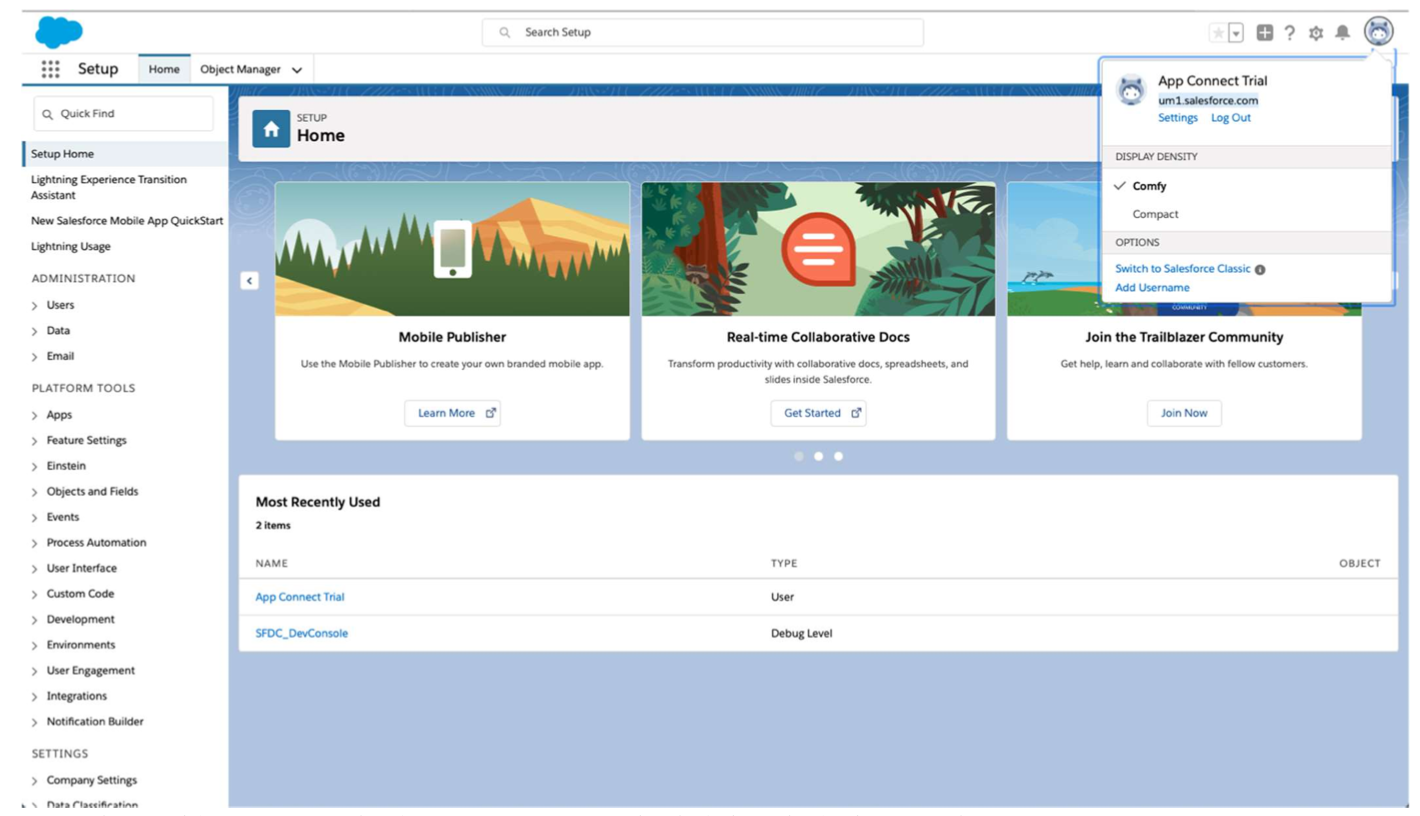 Search Setup
Setup
Home
Object Manager
Quick Find
Setup Home
Lightning Experience Transition
Assistant
New Salesforce Mobile App QuickStart
Lightning Usage
ADMINISTRATION
Users
Data
Email
PLATFORM TOOLS
Apps
Feature Settings
Einstein
Objects and Fields
Events
Process Automation
User Interface
Custom Code
Development
Environments
User Engagement
Integrations
Notification Builder
SETTINGS
Company Settings
Data Classification
SETUP
Home
Mobile Publisher
Use the Mobile Publisher to create your own branded mobile app.
Learn More
Real-time Collaborative Docs
Transform productivity with collaborative docs, spreadsheets, and
slides inside Salesforce.
Get Started
COMMUNITY
Join the Trailblazer Community
Get help, learn and collaborate with fellow customers.
Join Now
Most Recently Used
2 items
NAME TYPE OBJECT
App Connect Trial User
SFDC_DevConsole Debug Level
App Connect Trial
um1.salesforce.com
Settings Log Out
DISPLAY DENSITY
Comfy
Compact
OPTIONS
Switch to Salesforce Classic
Add Username